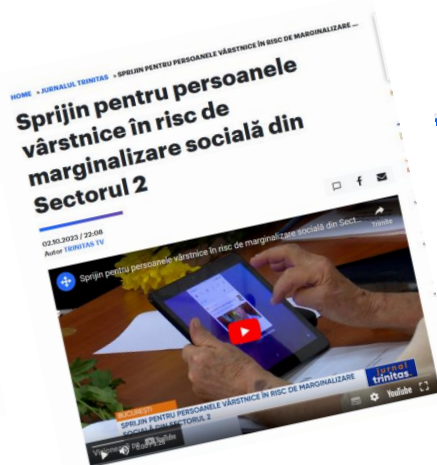 HOME » JURNALUL TRINITAS » SPRIJIN PENTRU PERSOANELE VÂRSTNICE ÎN RISC DE MARGINALIZARE ...
Sprijin pentru persoanele
vârstnice în risc de
marginalizare socială din
Sectorul 2
02.10.2023 / 22:08
Autor TRINITAS TV
Sprijin pentru persoanele vârstnice în risc de marginalizare socială din Sect...
Trimite
jurnal
trinitas.
BUCUREȘTI
SPRIJIN PENTRU PERSOANELE VÂRSTNICE ÎN RISC DE MARGINALIZARE
SOCIALĂ DIN SECTORUL 2
YouTube